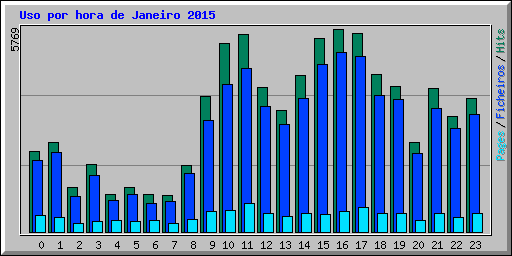 Uso por hora de Janeiro 2015
5769
Pages / Ficheiros / Hits
0 1 2 3 4 5 6 7 8 9 10 11 12 13 14 15 16 17 18 19 20 21 22 23